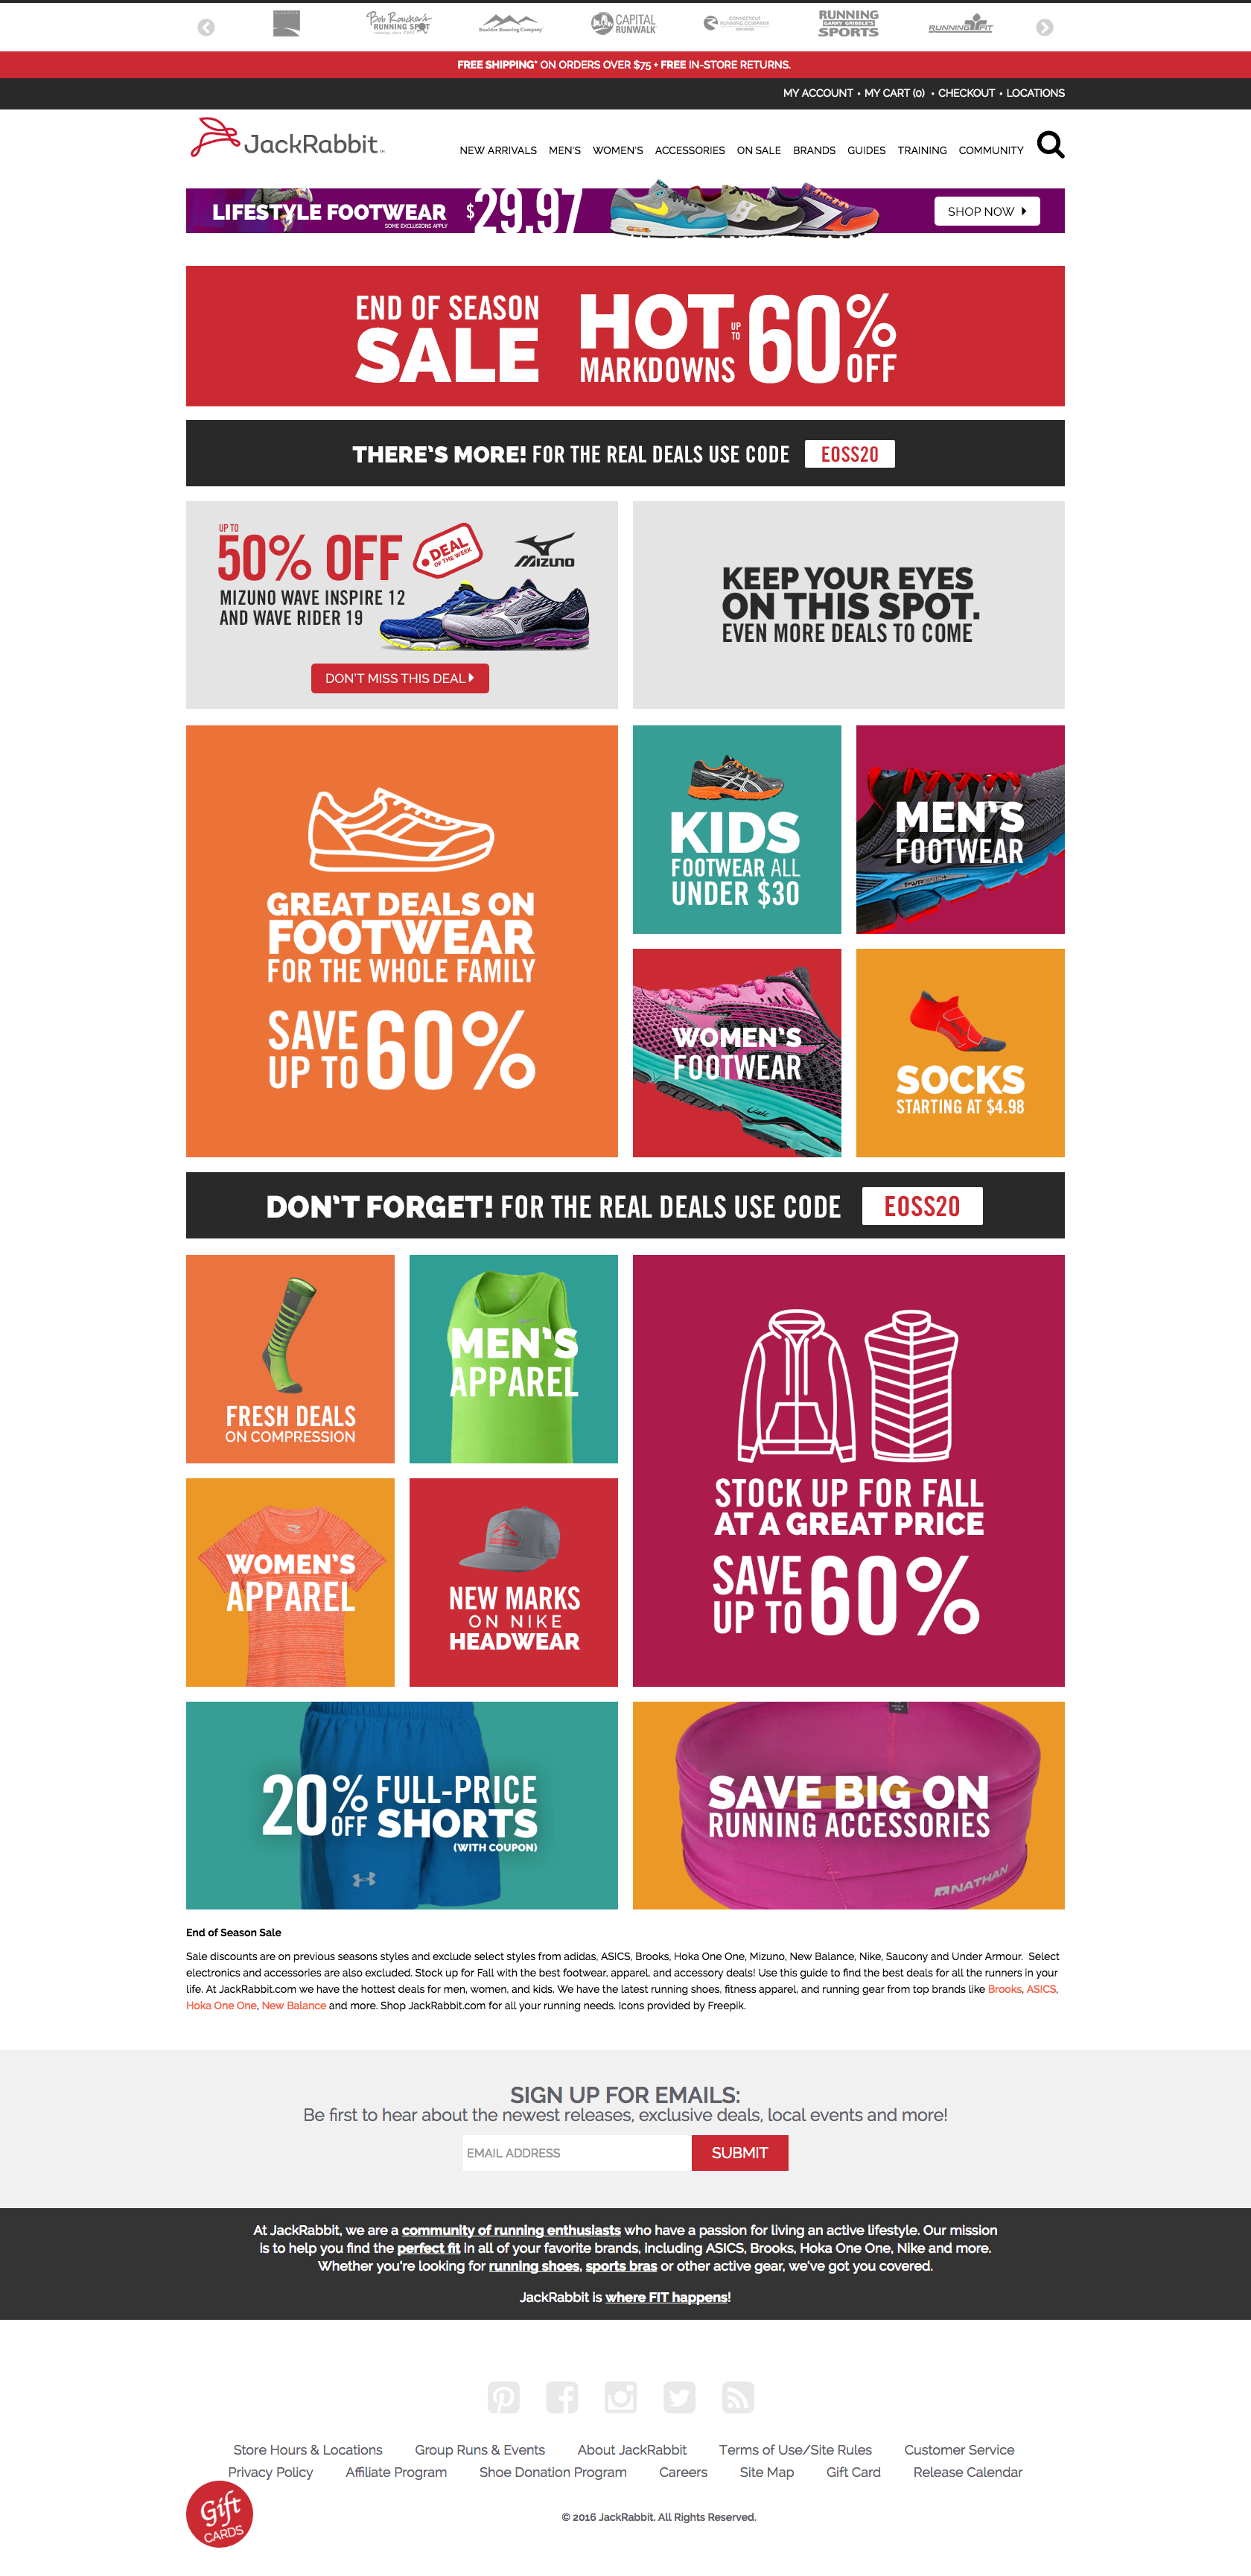 Bob Roncker's
RUNNING SPOT
running since 1981
Boulder Running Company
CAPITAL
RUNWALK
CONNECTICUT
RUNNING COMPANY
RUNNING
GARRY GRIBBLE'S
SPORTS
RUNNING FIT
FREE SHIPPING* ON ORDERS OVER $75 + FREE IN-STORE RETURNS.
MY ACCOUNT • MY CART (0) • CHECKOUT • LOCATIONS
JackRabbit
NEW ARRIVALS MEN'S WOMEN'S ACCESSORIES ON SALE BRANDS GUIDES TRAINING COMMUNITY
LIFESTYLE FOOTWEAR $29.97
SOME EXCLUSIONS APPLY
SHOP NOW
END OF SEASON
SALE
HOT
MARKDOWNS
UP
TO
60%
OFF
THERE'S MORE! FOR THE REAL DEALS USE CODE EOSS20
UP TO
50% OFF
DEAL
OF THE WEEK
MIZUNO
MIZUNO WAVE INSPIRE 12
AND WAVE RIDER 19
DON'T MISS THIS DEAL
KEEP YOUR EYES
ON THIS SPOT.
EVEN MORE DEALS TO COME
GREAT DEALS ON
FOOTWEAR
FOR THE WHOLE FAMILY
SAVE
UP TO
60%
KIDS
FOOTWEAR ALL
UNDER $30
MEN'S
FOOTWEAR
WOMEN'S
FOOTWEAR
SOCKS
STARTING AT $4.98
DON'T FORGET! FOR THE REAL DEALS USE CODE EOSS20
FRESH DEALS
ON COMPRESSION
MEN'S
APPAREL
WOMEN'S
APPAREL
NEW MARKS
ON NIKE
HEADWEAR
STOCK UP FOR FALL
AT A GREAT PRICE
SAVE
UP TO
60%
20%
OFF
FULL-PRICE
SHORTS
(WITH COUPON)
SAVE BIG ON
RUNNING ACCESSORIES
NATHAN
End of Season Sale
Sale discounts are on previous seasons styles and exclude select styles from adidas, ASICS, Brooks, Hoka One One, Mizuno, New Balance, Nike, Saucony and Under Armour. Select
electronics and accessories are also excluded. Stock up for Fall with the best footwear, apparel, and accessory deals! Use this guide to find the best deals for all the runners in your
life. At JackRabbit.com we have the hottest deals for men, women, and kids. We have the latest running shoes, fitness apparel, and running gear from top brands like Brooks, ASICS,
Hoka One One, New Balance and more. Shop JackRabbit.com for all your running needs. Icons provided by Freepik.
SIGN UP FOR EMAILS:
Be first to hear about the newest releases, exclusive deals, local events and more!
EMAIL ADDRESS
SUBMIT
At JackRabbit, we are a community of running enthusiasts who have a passion for living an active lifestyle. Our mission
is to help you find the perfect fit in all of your favorite brands, including ASICS, Brooks, Hoka One One, Nike and more.
Whether you're looking for running shoes, sports bras or other active gear, we've got you covered.
JackRabbit is where FIT happens!
Store Hours & Locations Group Runs & Events About JackRabbit Terms of Use/Site Rules Customer Service
Privacy Policy Affiliate Program Shoe Donation Program Careers Site Map Gift Card Release Calendar
Gift
CARDS
© 2016 JackRabbit. All Rights Reserved.